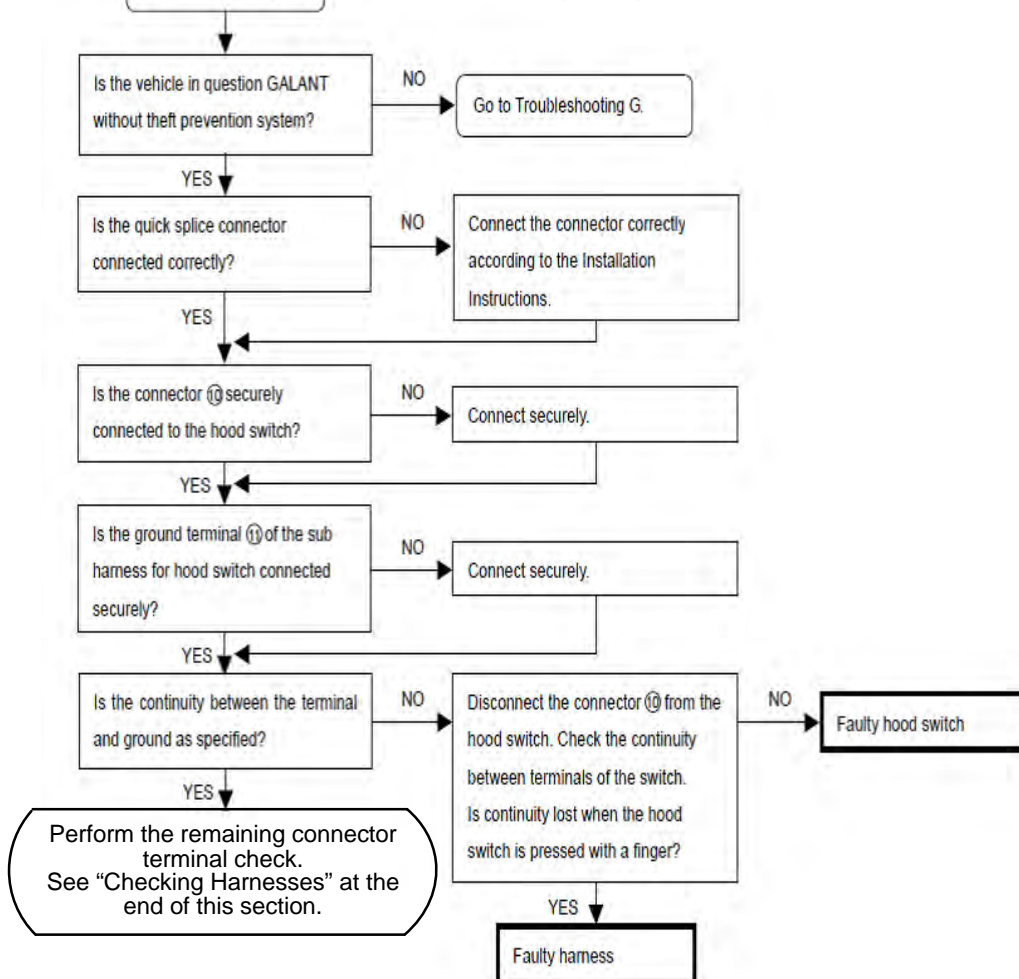 Is the vehicle in question GALANT
without theft prevention system?
NO
Go to Troubleshooting G.
YES
Is the quick splice connector
connected correctly?
NO
Connect the connector correctly
according to the Installation
Instructions.
YES
Is the connector ⑩ securely
connected to the hood switch?
NO
Connect securely.
YES
Is the ground terminal ⑪ of the sub
harness for hood switch connected
securely?
NO
Connect securely.
YES
Is the continuity between the terminal
and ground as specified?
NO
Disconnect the connector ⑩ from the
hood switch. Check the continuity
between terminals of the switch.
Is continuity lost when the hood
switch is pressed with a finger?
NO
Faulty hood switch
YES
Perform the remaining connector
terminal check.
See “Checking Harnesses” at the
end of this section.
YES
Faulty harness